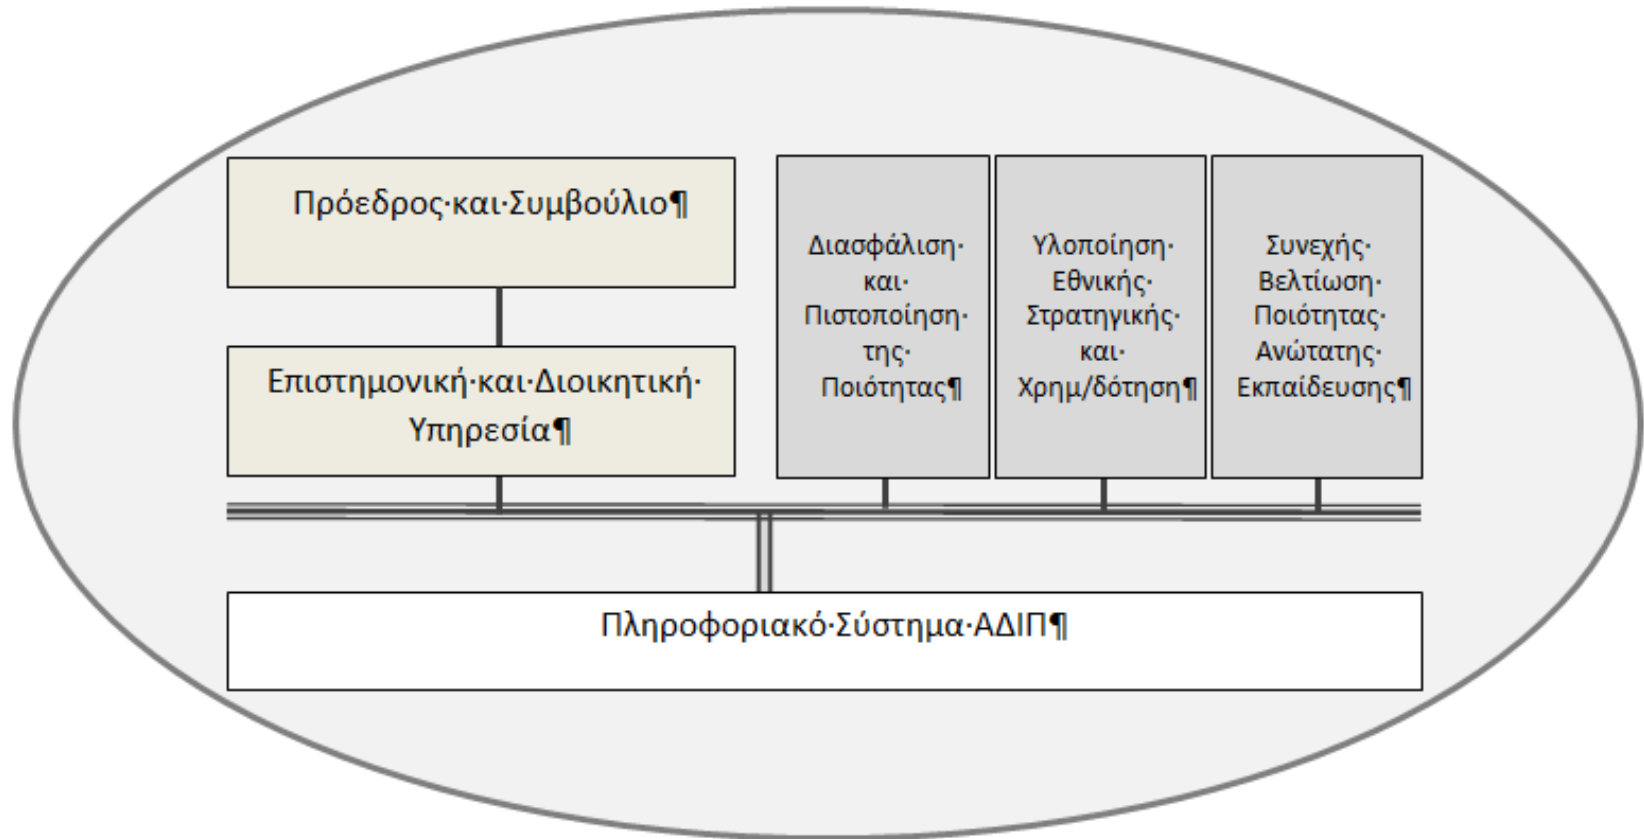 Πρόεδρος·και·Συμβούλιο¶
Επιστημονική·και·Διοικητική·
Υπηρεσία¶
Διασφάλιση·
και·
Πιστοποίηση·
της·
Ποιότητας¶
Υλοποίηση·
Εθνικής·
Στρατηγικής·
και·
Χρημ/δότηση¶
Συνεχής·
Βελτίωση·
Ποιότητας·
Ανώτατης·
Εκπαίδευσης¶
Πληροφοριακό·Σύστημα·ΑΔΙΠ¶